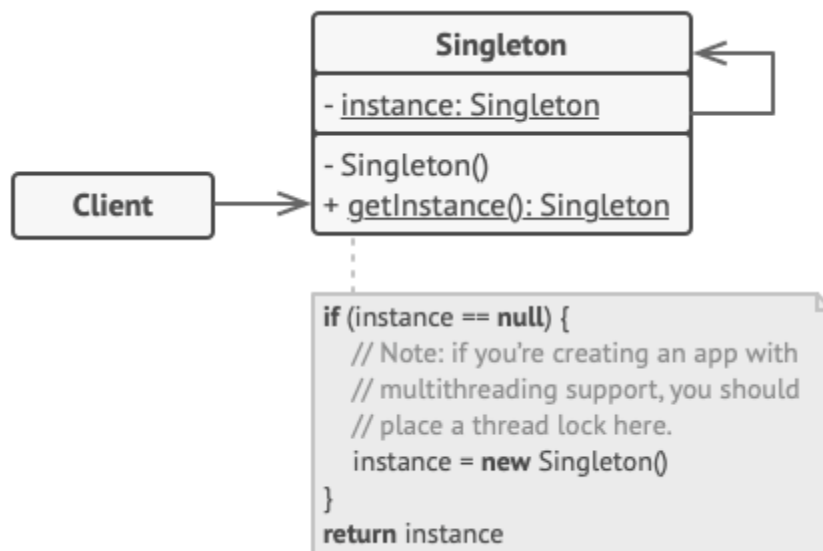 Singleton
- instance: Singleton
- Singleton()
+ getInstance(): Singleton
Client
if (instance == null) {
// Note: if you’re creating an app with
// multithreading support, you should
// place a thread lock here.
instance = new Singleton()
}
return instance